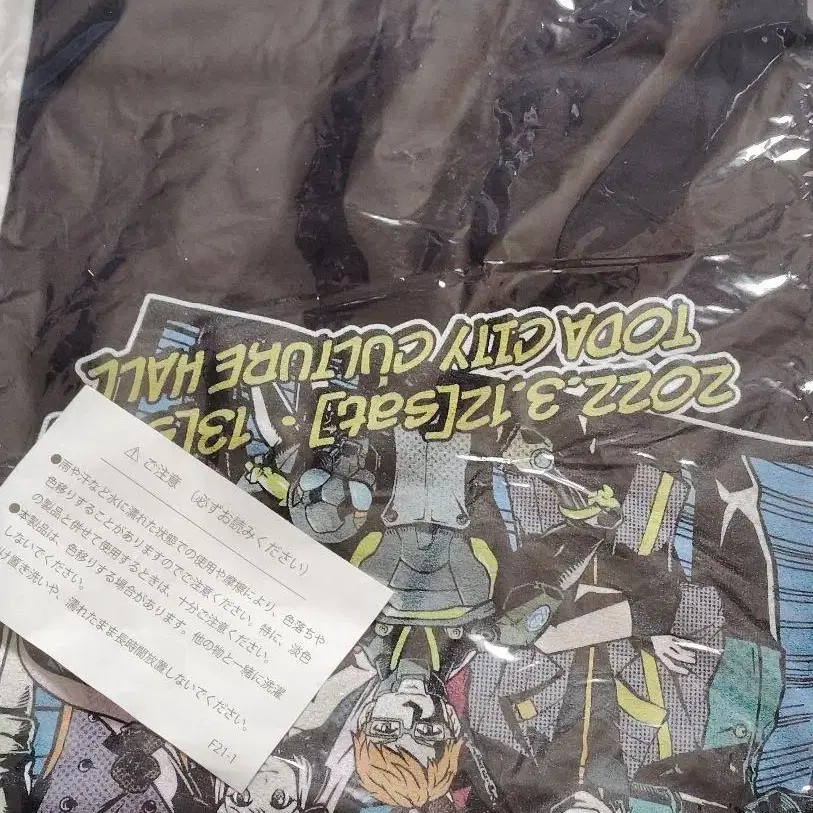 TODA CITY CULTURE HALL
2022.3.12[sat.]・13[s
⚠ ご注意 (必ずお読みください)
●雨や汗など水に濡れた状態での使用や摩擦により、色落ちや
色移りすることがありますのでご注意ください。特に、淡色
の製品と併せて使用するときは、十分ご注意ください。
●本製品は、色移りする場合があります。他の物と一緒に洗濯
しないでください。
け置き洗いや、濡れたまま長時間放置しないでください。
F21-1